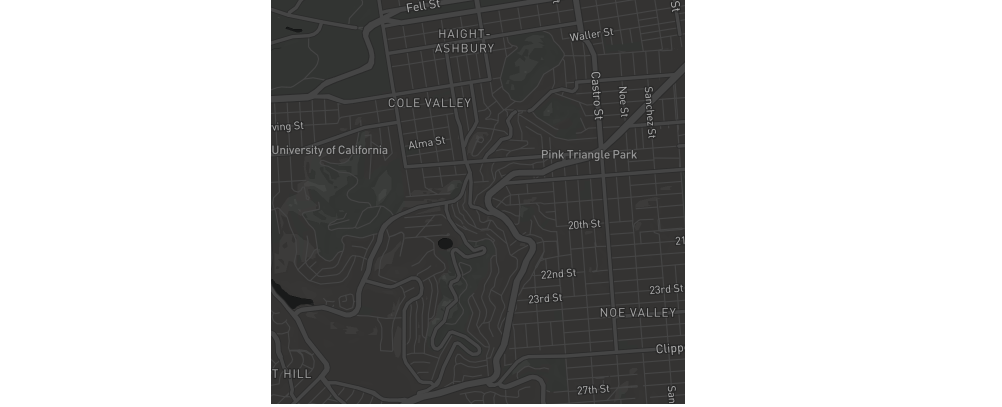 Fell St
St
HAIGHT-
ASHBURY
Waller St
COLE VALLEY
Castro St
Noe St
Sanchez St
ving St
Alma St
University of California
Pink Triangle Park
20th St
21
22nd St
23rd St
23rd St
NOE VALLEY
Clipp
T HILL
27th St
San